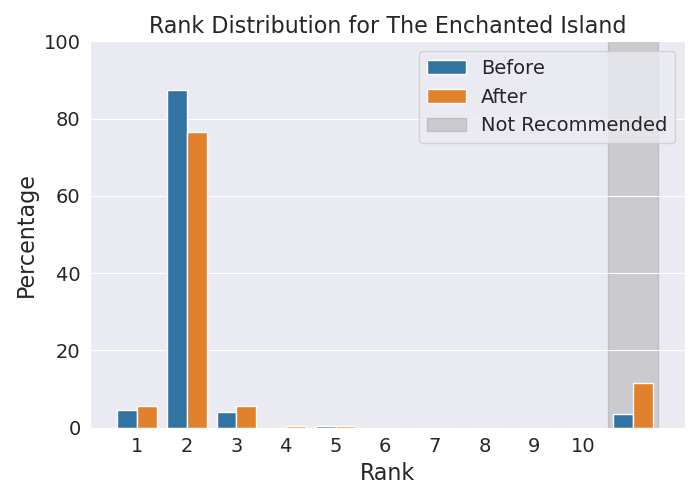 Rank Distribution for The Enchanted Island
100
80
60
40
20
0
Percentage
Before
After
Not Recommended
1 2 3 4 5 6 7 8 9 10
Rank